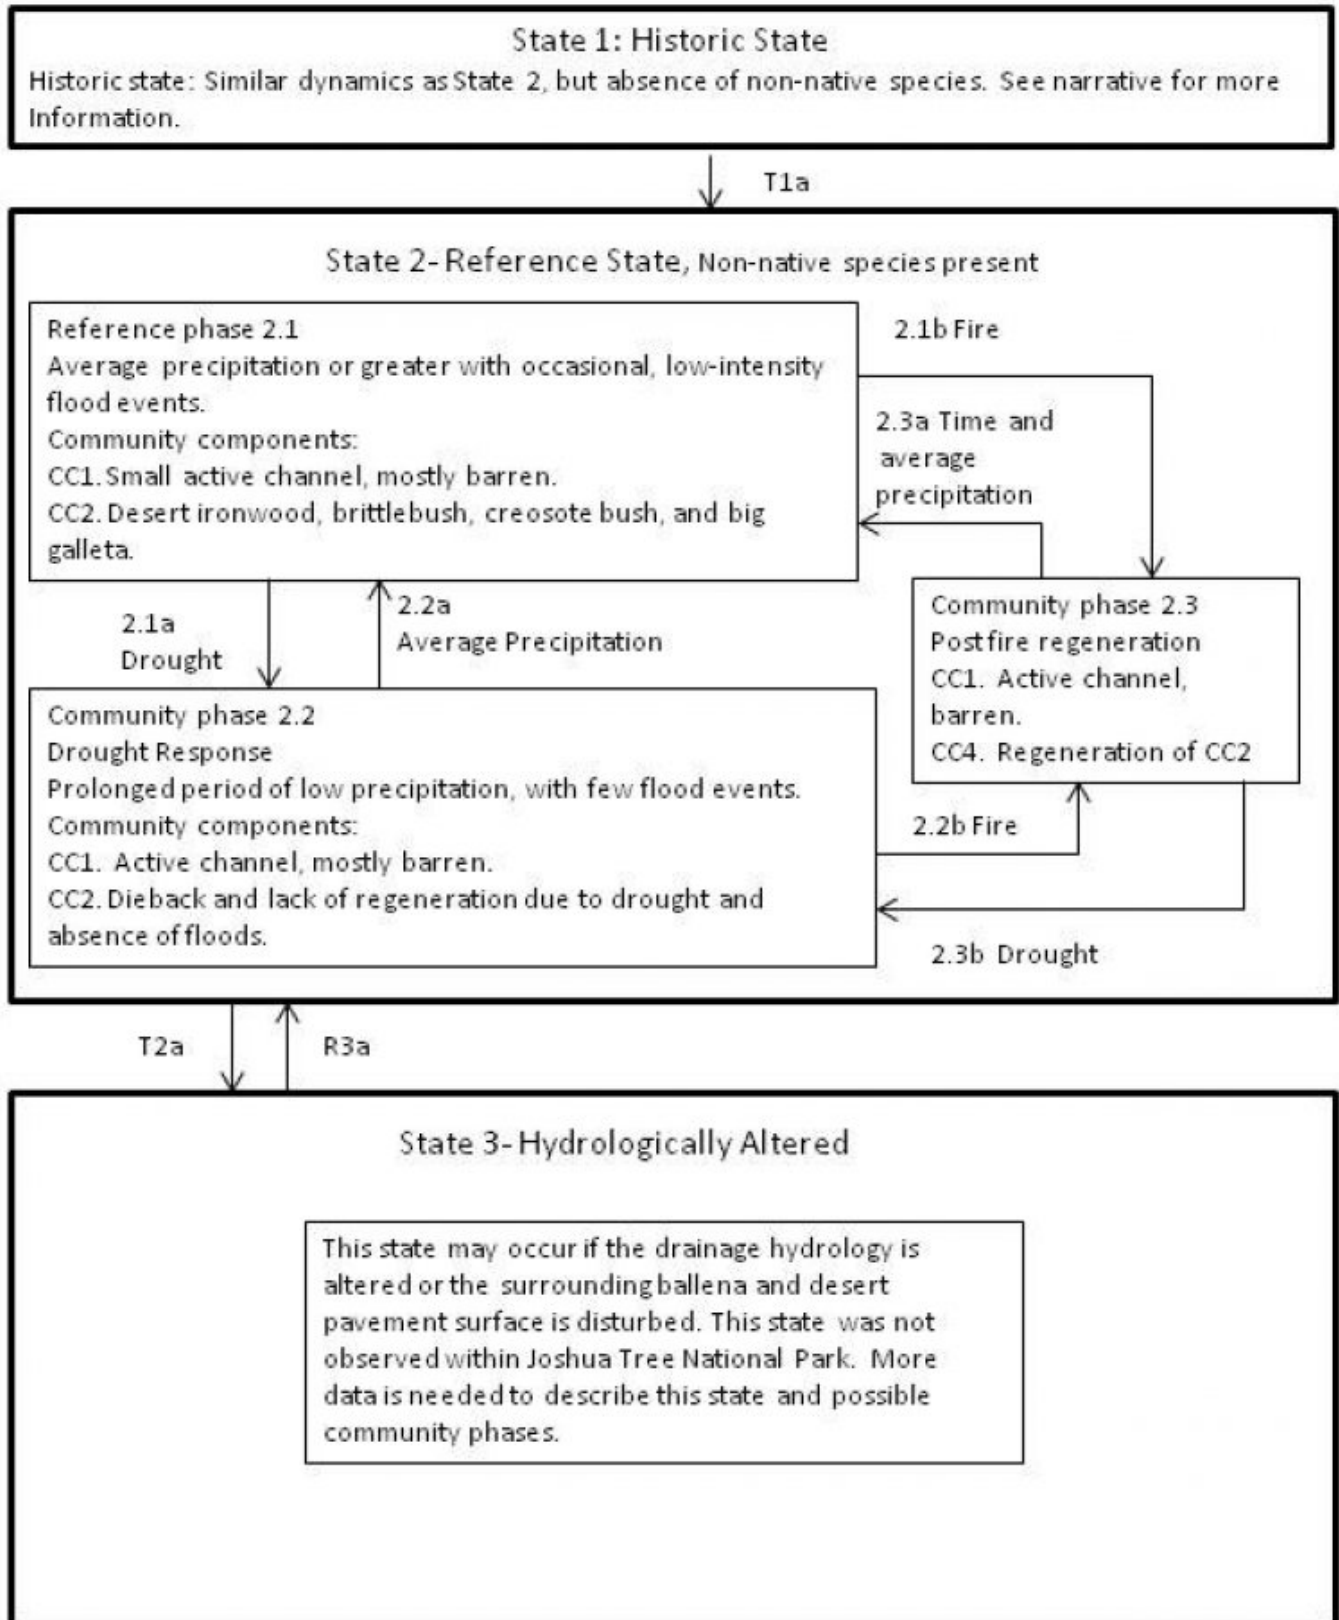 State 1: Historic State
Historic state: Similar dynamics as State 2, but absence of non-native species. See narrative for more
Information.
T1a
State 2- Reference State, Non-native species present
Reference phase 2.1
Average precipitation or greater with occasional, low-intensity
flood events.
Community components:
CC1. Small active channel, mostly barren.
CC2. Desert ironwood, brittlebush, creosote bush, and big
galleta.
2.1b Fire
2.3a Time and
average
precipitation
2.1a
Drought
2.2a
Average Precipitation
Community phase 2.3
Postfire regeneration
CC1. Active channel,
barren.
CC4. Regeneration of CC2
Community phase 2.2
Drought Response
Prolonged period of low precipitation, with few flood events.
Community components:
CC1. Active channel, mostly barren.
CC2. Dieback and lack of regeneration due to drought and
absence of floods.
2.2b Fire
2.3b Drought
T2a
R3a
State 3- Hydrologically Altered
This state may occur if the drainage hydrology is
altered or the surrounding ballena and desert
pavement surface is disturbed. This state was not
observed within Joshua Tree National Park. More
data is needed to describe this state and possible
community phases.